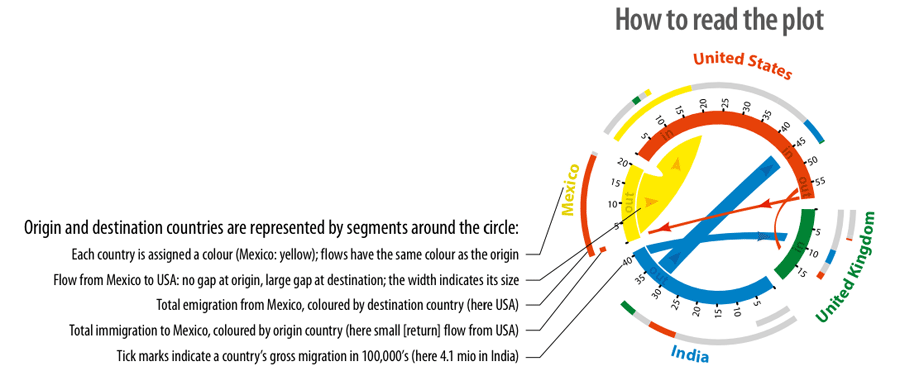 How to read the plot
United States
Mexico
United Kingdom
India
Origin and destination countries are represented by segments around the circle:
Each country is assigned a colour (Mexico: yellow); flows have the same colour as the origin
Flow from Mexico to USA: no gap at origin, large gap at destination; the width indicates its size
Total emigration from Mexico, coloured by destination country (here USA)
Total immigration to Mexico, coloured by origin country (here small [return] flow from USA)
Tick marks indicate a country's gross migration in 100,000's (here 4.1 mio in India)
5 10 15 20 25 30 35 40 45 50 55
in in out
5 10 15 20
out
5 10 15
5 10 15 20 25 30 35 40